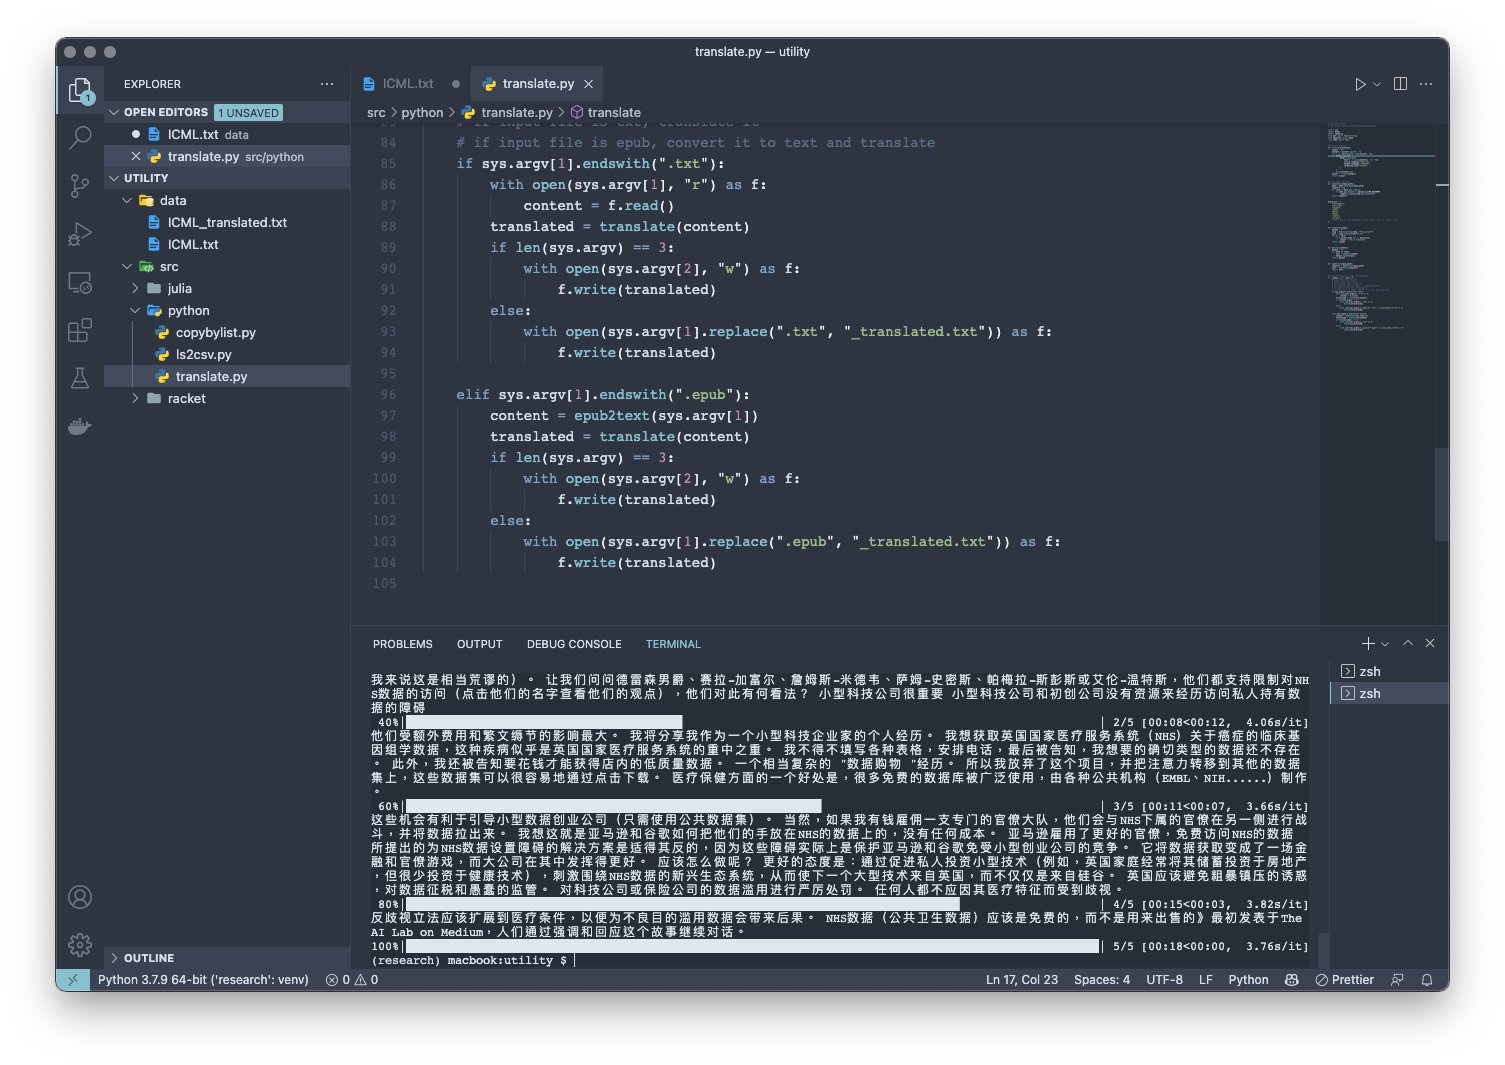 translate.py — utility
EXPLORER
OPEN EDITORS 1 UNSAVED
ICML.txt data
translate.py src/python
UTILITY
data
ICML_translated.txt
ICML.txt
src
julia
python
copybylist.py
ls2csv.py
translate.py
racket
OUTLINE
1
ICML.txt
translate.py
src > python > translate.py > translate
# if input file is txt, translate it
84 # if input file is epub, convert it to text and translate
85 if sys.argv[1].endswith(".txt"):
86 with open(sys.argv[1], "r") as f:
87 content = f.read()
88 translated = translate(content)
89 if len(sys.argv) == 3:
90 with open(sys.argv[2], "w") as f:
91 f.write(translated)
92 else:
93 with open(sys.argv[1].replace(".txt", "_translated.txt")) as f:
94 f.write(translated)
95
96 elif sys.argv[1].endswith(".epub"):
97 content = epub2text(sys.argv[1])
98 translated = translate(content)
99 if len(sys.argv) == 3:
100 with open(sys.argv[2], "w") as f:
101 f.write(translated)
102 else:
103 with open(sys.argv[1].replace(".epub", "_translated.txt")) as f:
104 f.write(translated)
105
PROBLEMS OUTPUT DEBUG CONSOLE TERMINAL
zsh
zsh
我来说这是相当荒谬的）。 让我们问问德雷森男爵、赛拉-加富尔、詹姆斯-米德韦、萨姆-史密斯、帕梅拉-斯彭斯或艾伦-温特斯，他们都支持限制对NH
S数据的访问（点击他们的名字查看他们的观点），他们对此有何看法？ 小型科技公司很重要 小型科技公司和初创公司没有资源来经历访问私人持有数
据的障碍
40%| | 2/5 [00:08<00:12, 4.06s/it]
他们受额外费用和繁文缛节的影响最大。 我将分享我作为一个小型科技企业家的个人经历。 我想获取英国国家医疗服务系统（NHS）关于癌症的临床基
因组学数据，这种疾病似乎是英国国家医疗服务系统的重中之重。 我不得不填写各种表格，安排电话，最后被告知，我想要的确切类型的数据还不存在
。 此外，我还被告知要花钱才能获得店内的低质量数据。 一个相当复杂的 "数据购物 "经历。 所以我放弃了这个项目，并把注意力转移到其他的数据
集上，这些数据集可以很容易地通过点击下载。 医疗保健方面的一个好处是，很多免费的数据库被广泛使用，由各种公共机构（EMBL、NIH......）制作
。
60%| | 3/5 [00:11<00:07, 3.66s/it]
这些机会有利于引导小型数据创业公司（只需使用公共数据集）。 当然，如果我有钱雇佣一支专门的官僚大队，他们会与NHS下属的官僚在另一侧进行战
斗，并将数据拉出来。 我想这就是亚马逊和谷歌如何把他们的手放在NHS的数据上的，没有任何成本。 亚马逊雇用了更好的官僚，免费访问NHS的数据
所提出的为NHS数据设置障碍的解决方案是适得其反的，因为这些障碍实际上是保护亚马逊和谷歌免受小型创业公司的竞争。 它将数据获取变成了一场金
融和官僚游戏，而大公司在其中发挥得更好。 应该怎么做呢？ 更好的态度是：通过促进私人投资小型技术（例如，英国家庭经常将其储蓄投资于房地产
，但很少投资于健康技术），刺激围绕NHS数据的新兴生态系统，从而使下一个大型技术来自英国，而不仅仅是来自硅谷。 英国应该避免粗暴镇压的诱惑
，对数据征税和愚蠢的监管。 对科技公司或保险公司的数据滥用进行严厉处罚。 任何人都不应因其医疗特征而受到歧视。
80%| | 4/5 [00:15<00:03, 3.82s/it]
反歧视立法应该扩展到医疗条件，以便为不良目的滥用数据会带来后果。 NHS数据（公共卫生数据）应该是免费的，而不是用来出售的》最初发表于The
AI Lab on Medium，人们通过强调和回应这个故事继续对话。
100%| | 5/5 [00:18<00:00, 3.76s/it]
(research) macbook:utility $
Python 3.7.9 64-bit ('research': venv) 0 0 Ln 17, Col 23 Spaces: 4 UTF-8 LF Python Prettier